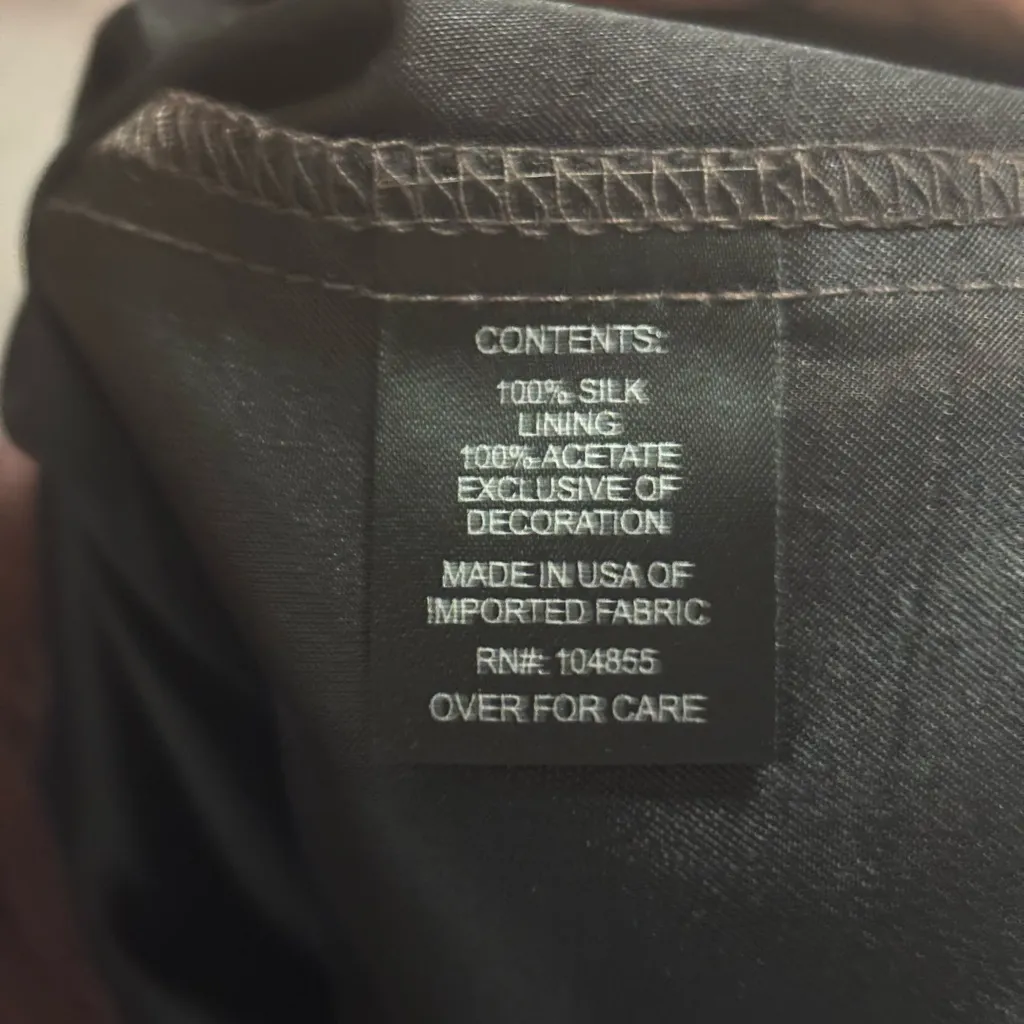 CONTENTS:
100% SILK
LINING
100% ACETATE
EXCLUSIVE OF
DECORATION
MADE IN USA OF
IMPORTED FABRIC
RN#: 104855
OVER FOR CARE